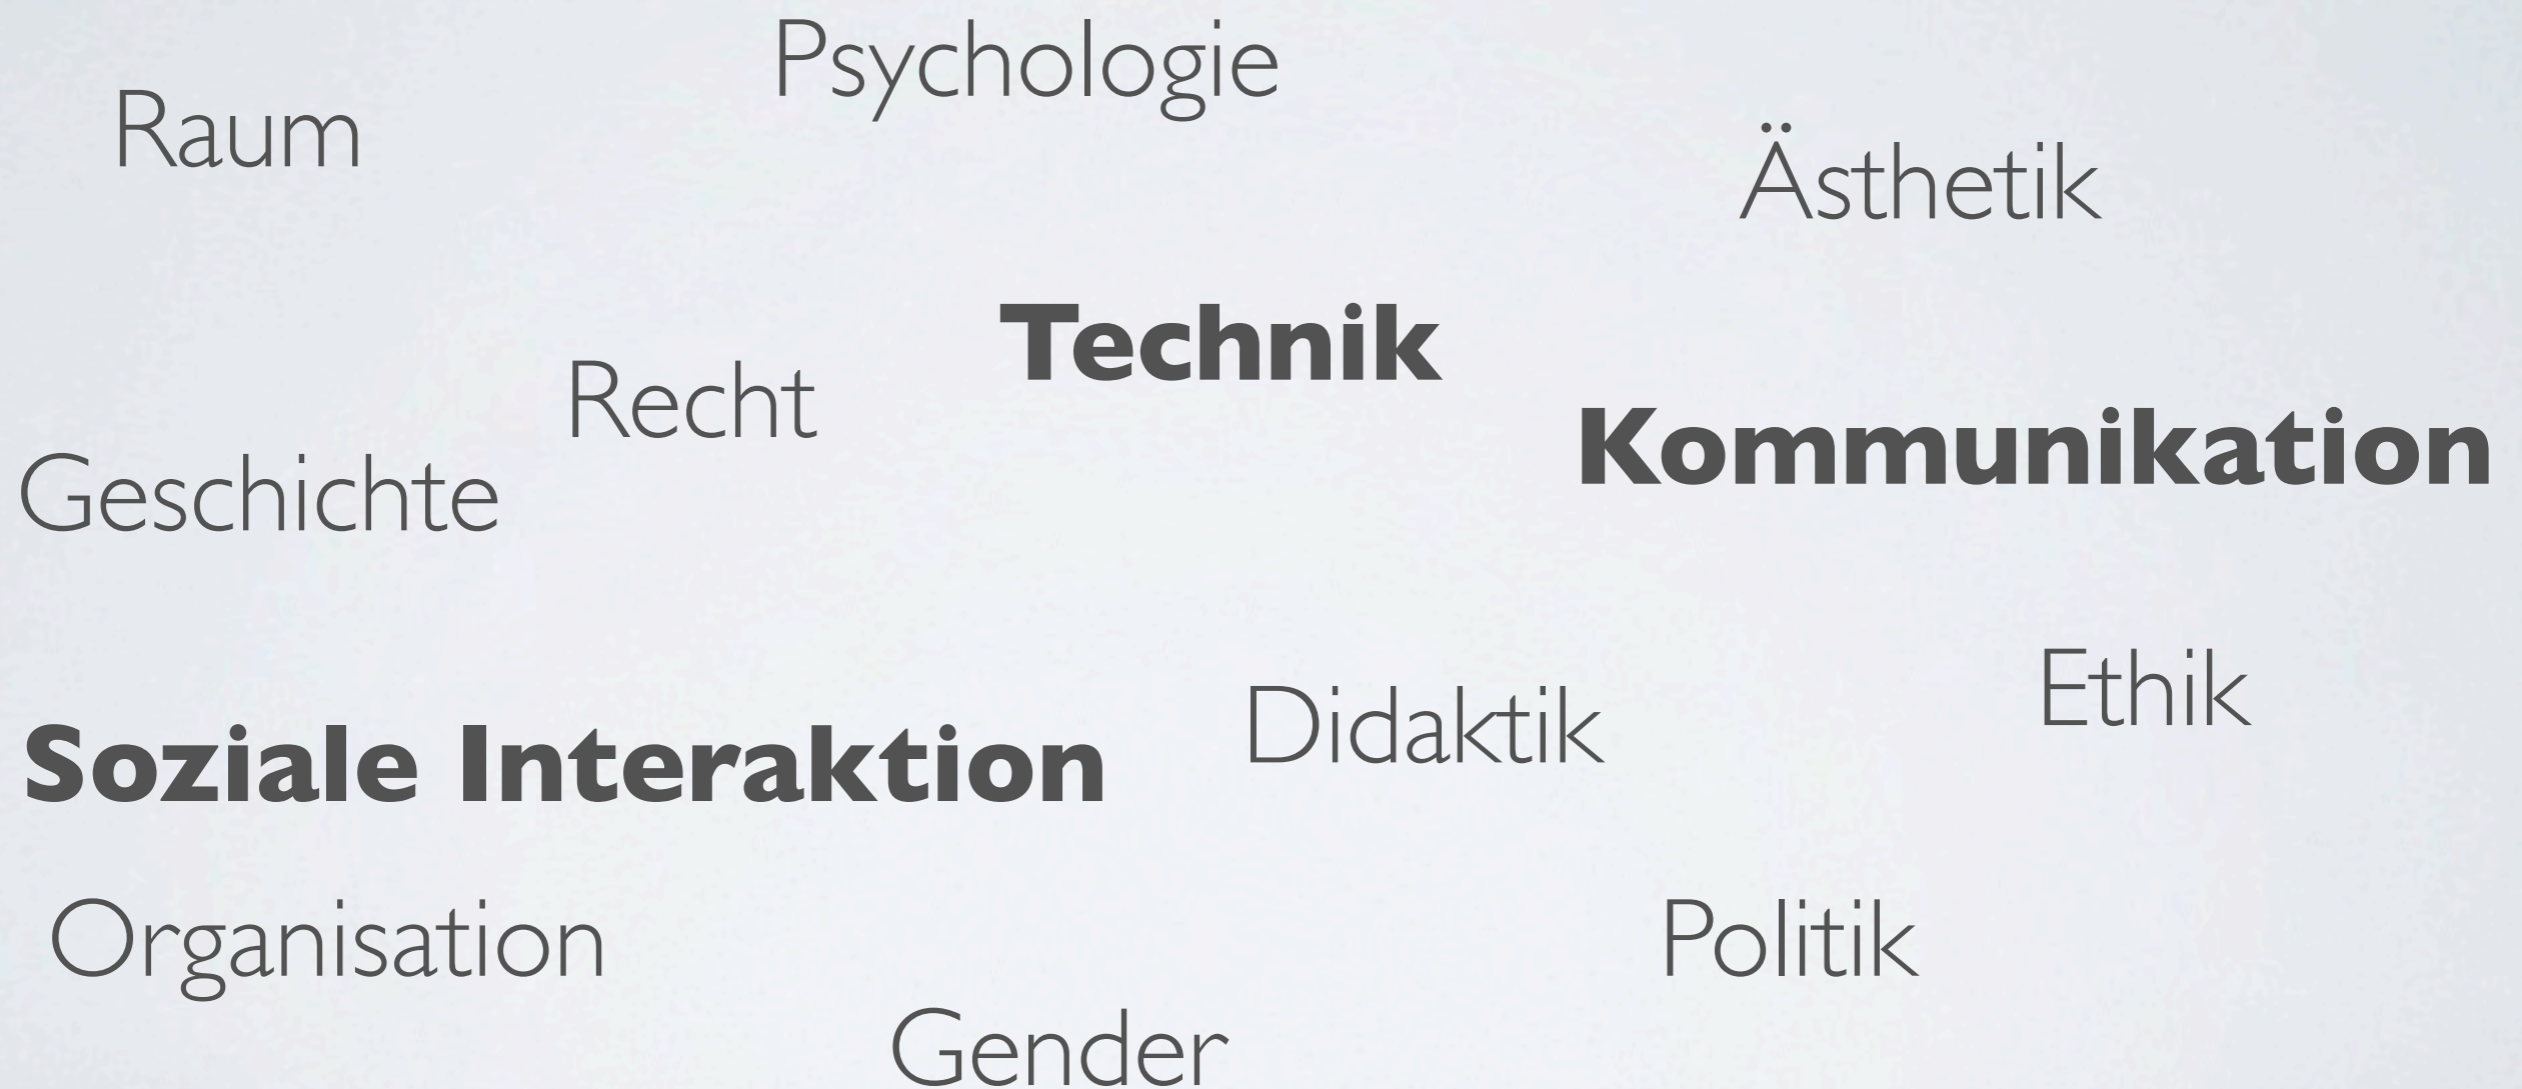 Psychologie
Raum
Ästhetik
Technik
Recht
Kommunikation
Geschichte
Ethik
Didaktik
Soziale Interaktion
Organisation
Politik
Gender